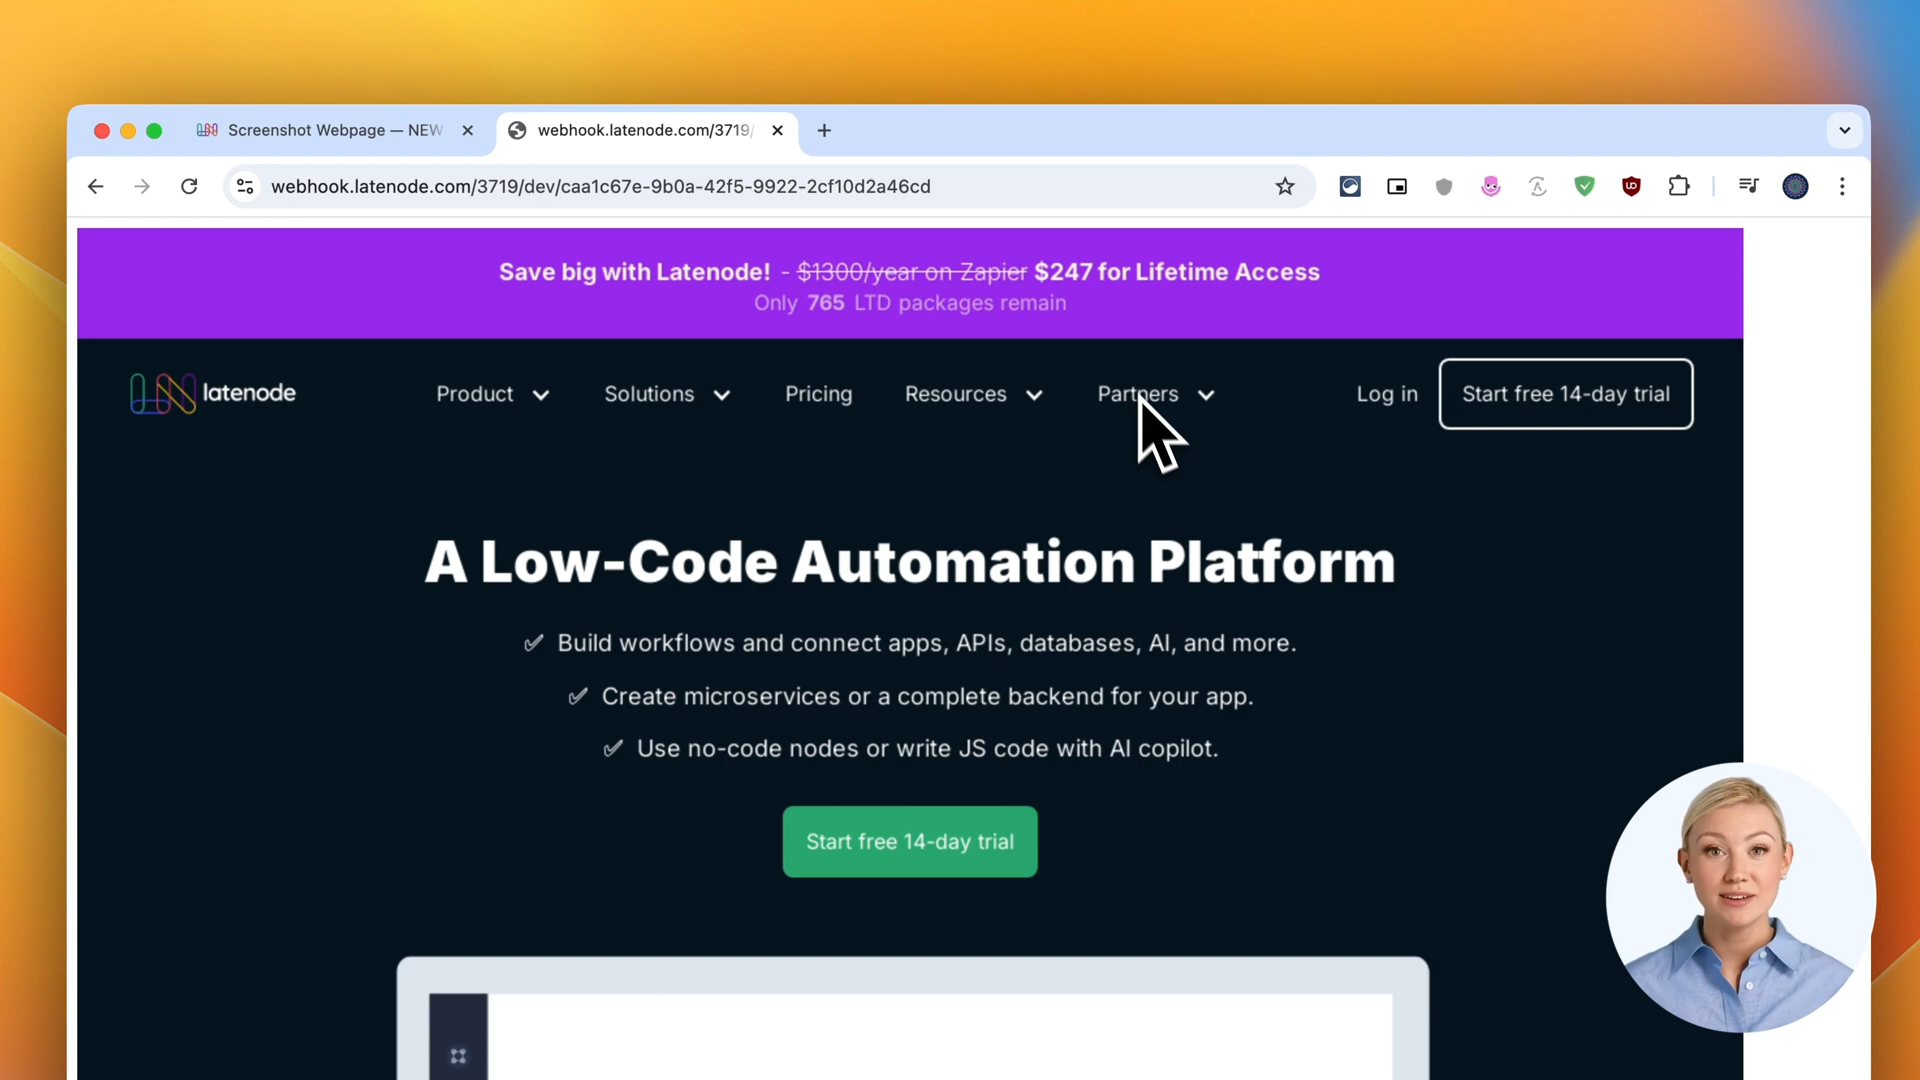 Screenshot Webpage — NEW
webhook.latenode.com/3719/
webhook.latenode.com/3719/dev/caa1c67e-9b0a-42f5-9922-2cf10d2a46cd
Save big with Latenode! - $1300/year on Zapier $247 for Lifetime Access
Only 765 LTD packages remain
latenode Product Solutions Pricing Resources Partners Log in Start free 14-day trial
A Low-Code Automation Platform
✅ Build workflows and connect apps, APIs, databases, AI, and more.
✅ Create microservices or a complete backend for your app.
✅ Use no-code nodes or write JS code with AI copilot.
Start free 14-day trial